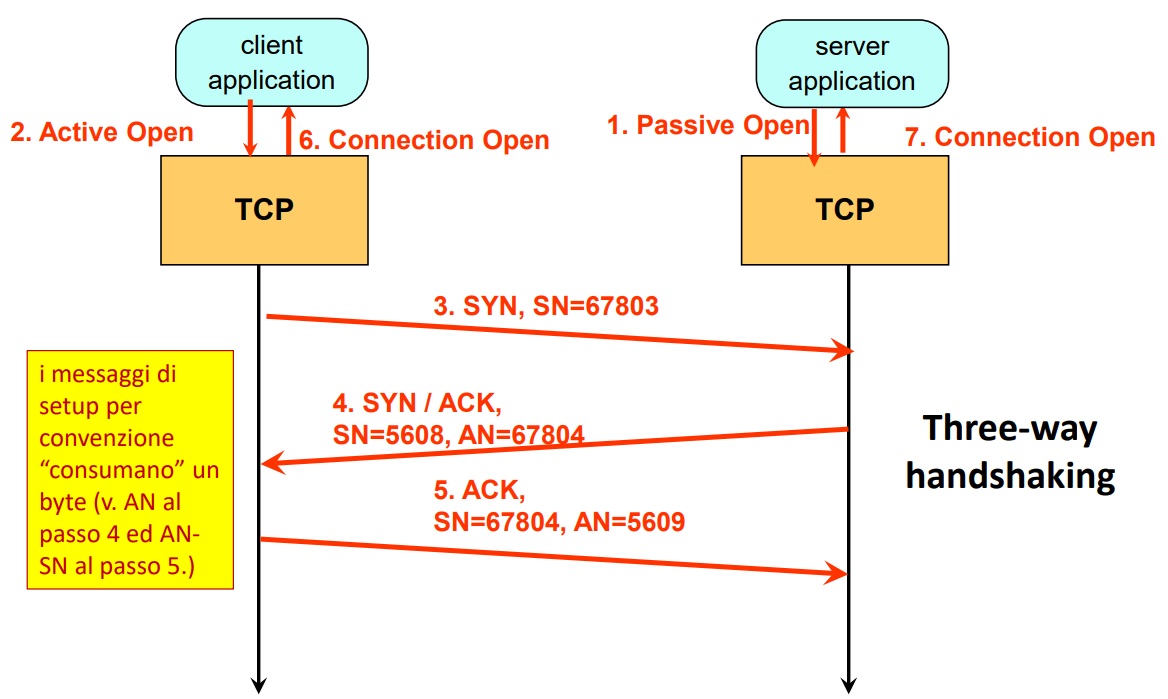 client
application
server
application
2. Active Open
6. Connection Open
1. Passive Open
7. Connection Open
TCP
TCP
3. SYN, SN=67803
i messaggi di
setup per
convenzione
“consumano” un
byte (v. AN al
passo 4 ed AN-
SN al passo 5.)
4. SYN / ACK,
SN=5608, AN=67804
5. ACK,
SN=67804, AN=5609
Three-way
handshaking